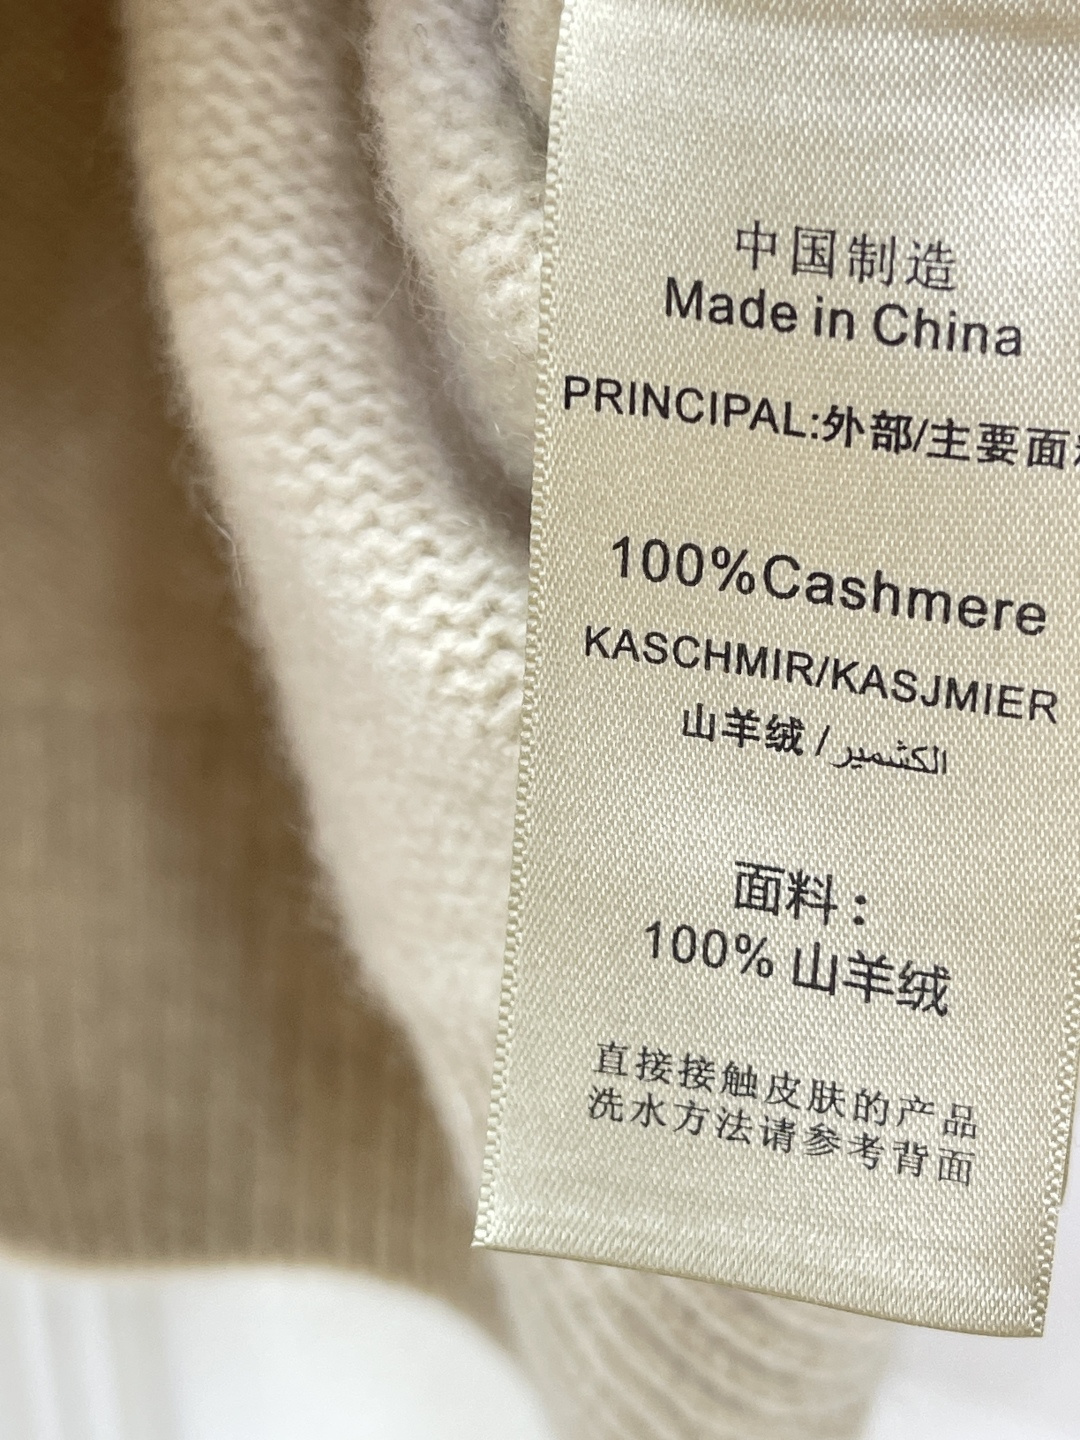 中国制造
Made in China
PRINCIPAL:外部/主要面
100%Cashmere
KASCHMIR/KASJMIER
山羊绒/الكشمير
面料：
100%山羊绒
直接接触皮肤的产品
洗水方法请参考背面